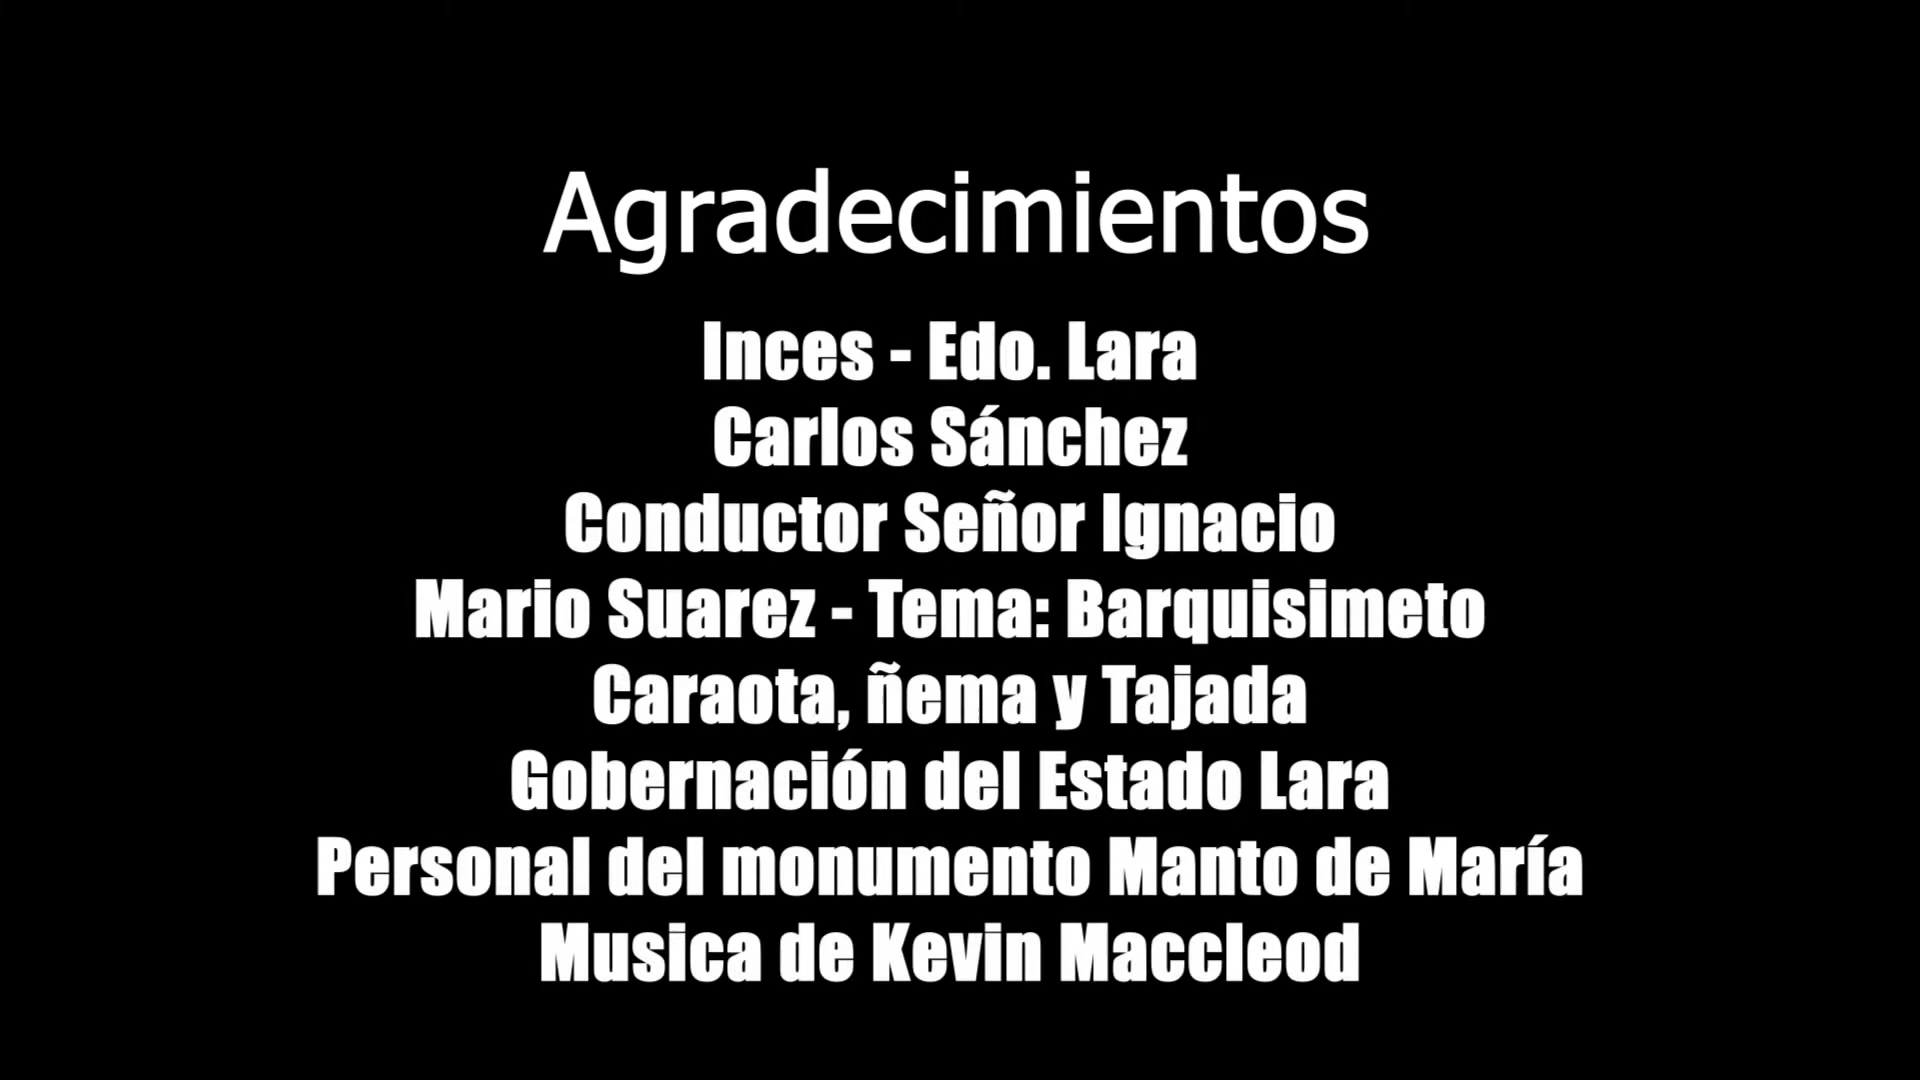 Agradecimientos
Inces - Edo. Lara
Carlos Sánchez
Conductor Señor Ignacio
Mario Suarez - Tema: Barquisimeto
Caraota, ñema y Tajada
Gobernación del Estado Lara
Personal del monumento Manto de María
Musica de Kevin Maccleod